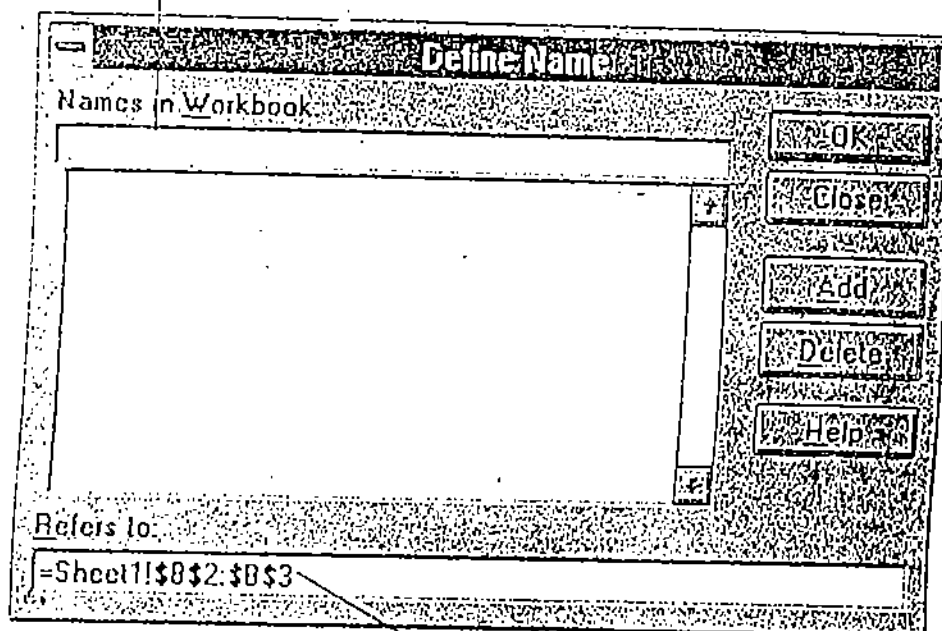 Define Name
Names in Workbook:
OK
Close
Add
Delete
Help
Refers to:
=Sheet1!$B$2:$B$3